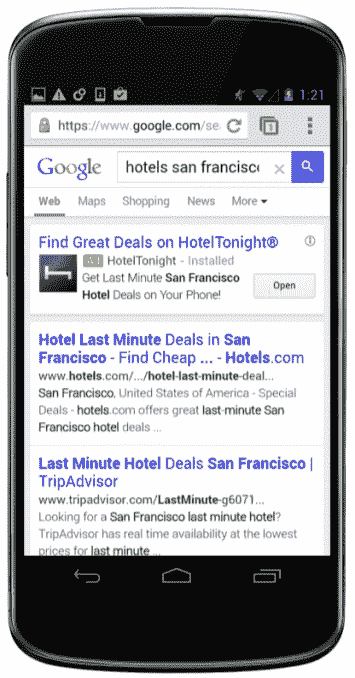 1:21
https://www.google.com/se
1
Google
hotels san francisco
Web Maps Shopping News More
Find Great Deals on HotelTonight®
Ad HotelTonight - Installed
Get Last Minute San Francisco
Hotel Deals on Your Phone!
Open
Hotel Last Minute Deals in San
Francisco - Find Cheap ... - Hotels.com
www.hotels.com/.../hotel-last-minute-deal...
San Francisco, United States of America - Special
Deals - hotels.com offers great last-minute San
Francisco hotel deals ...
Last Minute Hotel Deals San Francisco |
TripAdvisor
www.tripadvisor.com/LastMinute-g6071...
Looking for a San Francisco last minute hotel?
TripAdvisor has real time availability at the lowest
prices for last minute ...